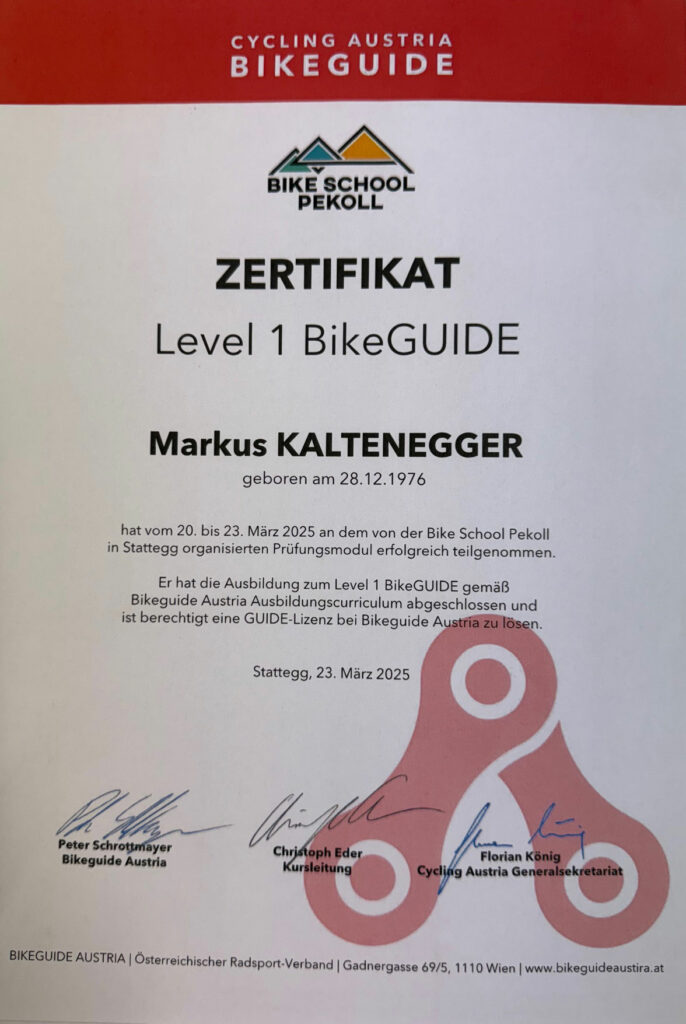 CYCLING AUSTRIA
BIKEGUIDE
BIKE SCHOOL
PEKOLL
ZERTIFIKAT
Level 1 BikeGUIDE
Markus KALTENEGGER
geboren am 28.12.1976
hat vom 20. bis 23. März 2025 an dem von der Bike School Pekoll
in Stattegg organisierten Prüfungsmodul erfolgreich teilgenommen.
Er hat die Ausbildung zum Level 1 BikeGUIDE gemäß
Bikeguide Austria Ausbildungscurriculum abgeschlossen und
ist berechtigt eine GUIDE-Lizenz bei Bikeguide Austria zu lösen.
Stattegg, 23. März 2025
Peter Schrottmayer
Bikeguide Austria
Christoph Eder
Kursleitung
Florian König
Cycling Austria Generalsekretariat
BIKEGUIDE AUSTRIA | Österreichischer Radsport-Verband | Gadnergasse 69/5, 1110 Wien | www.bikeguideaustira.at